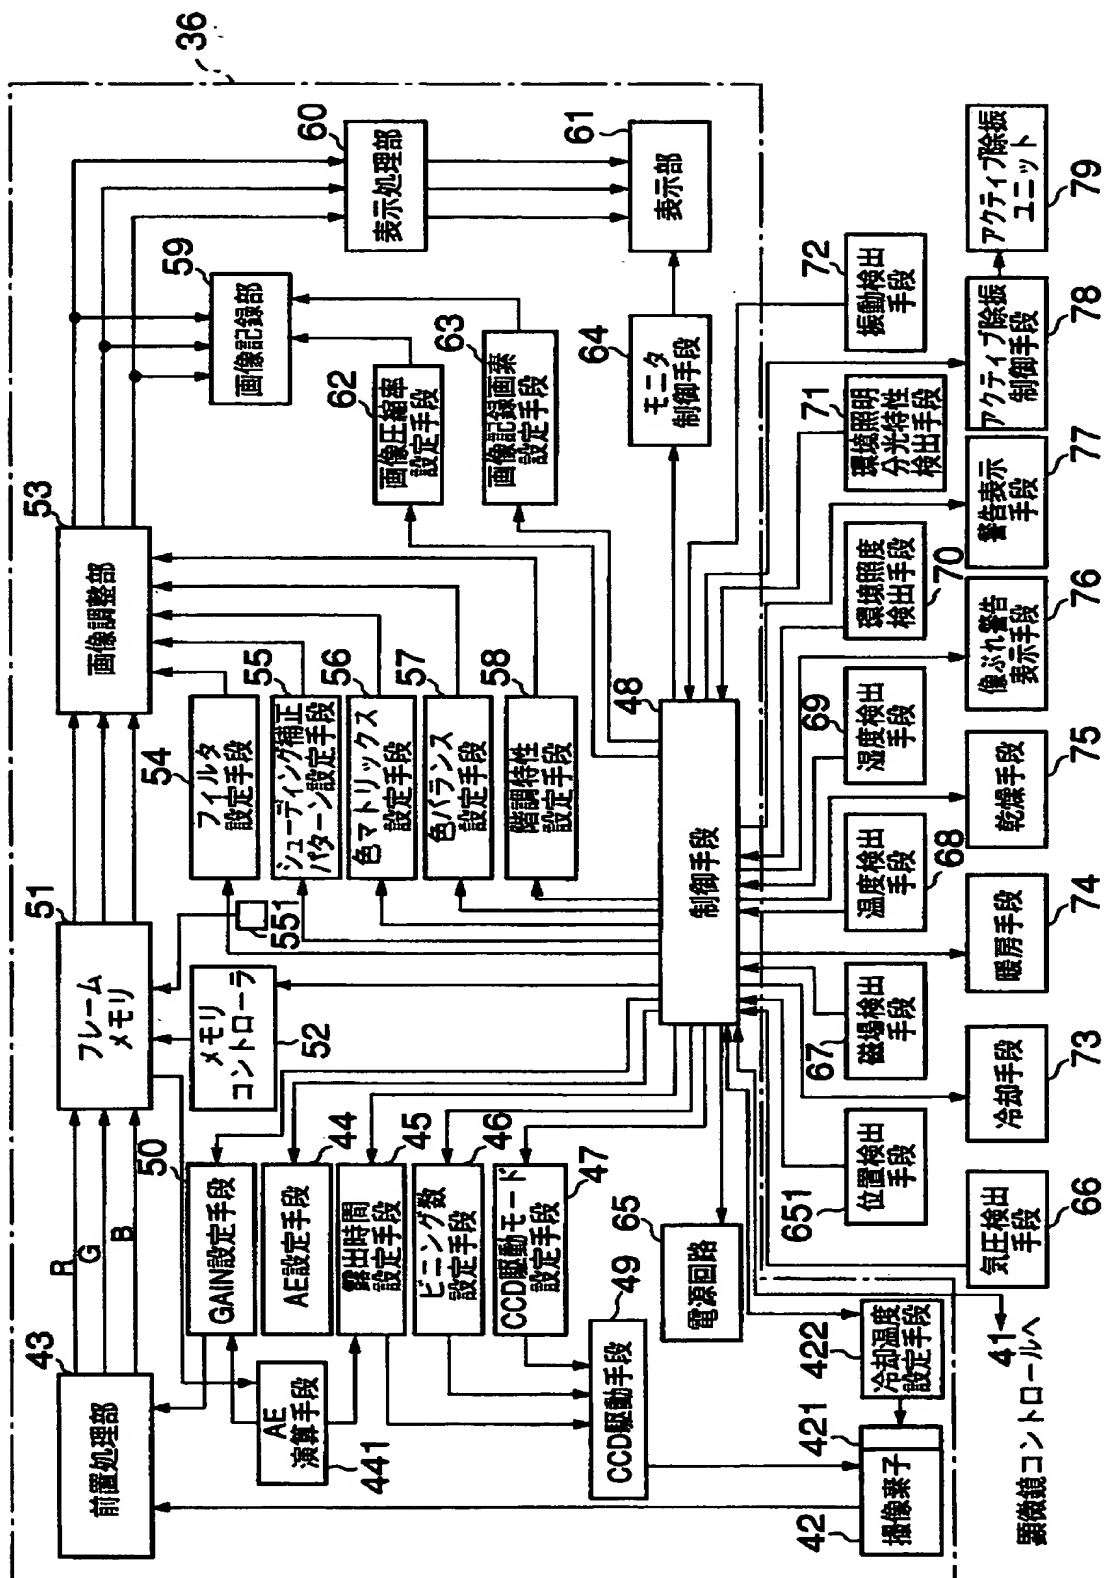 36
43
前置処理部
R
G
B
51
フレーム
メモリ
53
画像調整部
59
画像記録部
60
表示処理部
61
表示部
50
GAIN設定手段
44
AE設定手段
45
露出時間
設定手段
46
ビニング数
設定手段
47
CCD駆動モード
設定手段
AE
演算手段
441
49
CCD駆動手段
メモリ
コントローラ
52
551
54
フィルタ
設定手段
55
シューディング補正
パターン設定手段
56
色マトリックス
設定手段
57
色バランス
設定手段
58
階調特性
設定手段
62
画像圧縮率
設定手段
63
画像記録画素
設定手段
64
モニタ
制御手段
48
制御手段
65
電源回路
42
撮像素子
421
422
冷却温度
設定手段
41
顕微鏡コントロールへ
66
気圧検出
手段
651
位置検出
手段
67
磁場検出
手段
68
温度検出
手段
69
湿度検出
手段
70
環境照度
検出手段
71
環境照明
分光特性
検出手段
72
振動検出
手段
73
冷却手段
74
暖房手段
75
乾燥手段
76
像ぶれ警告
表示手段
77
警告表示
手段
78
アクティブ除振
制御手段
79
アクティブ除振
ユニット